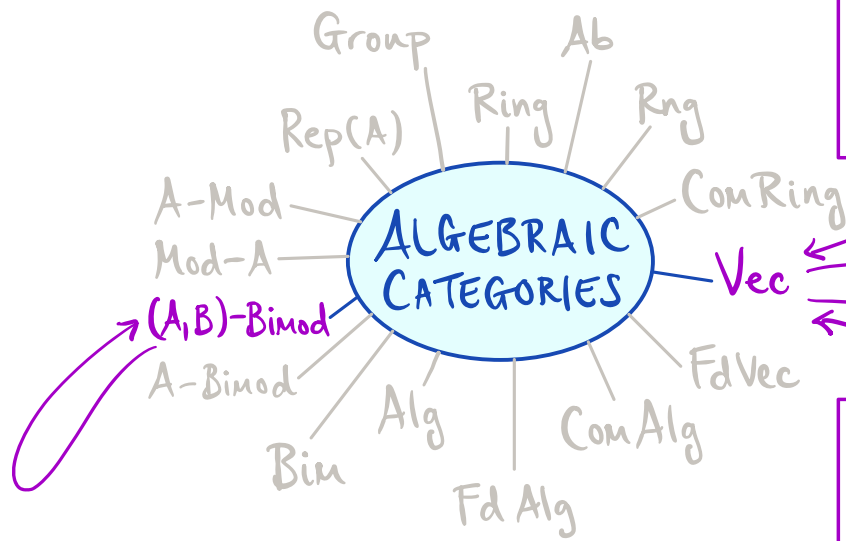 Group
Ab
Rep(A)
Ring
Rng
A-Mod
ComRing
Mod-A
ALGEBRAIC
CATEGORIES
Vec
(A,B)-Bimod
A-Bimod
FdVec
Alg
ComAlg
Bim
Fd Alg